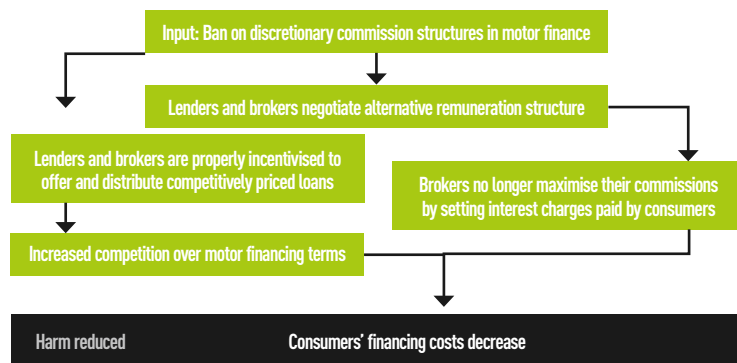 Input: Ban on discretionary commission structures in motor finance
Lenders and brokers negotiate alternative remuneration structure
Lenders and brokers are properly incentivised to
offer and distribute competitively priced loans
Brokers no longer maximise their commissions
by setting interest charges paid by consumers
Increased competition over motor financing terms
Harm reduced
Consumers’ financing costs decrease